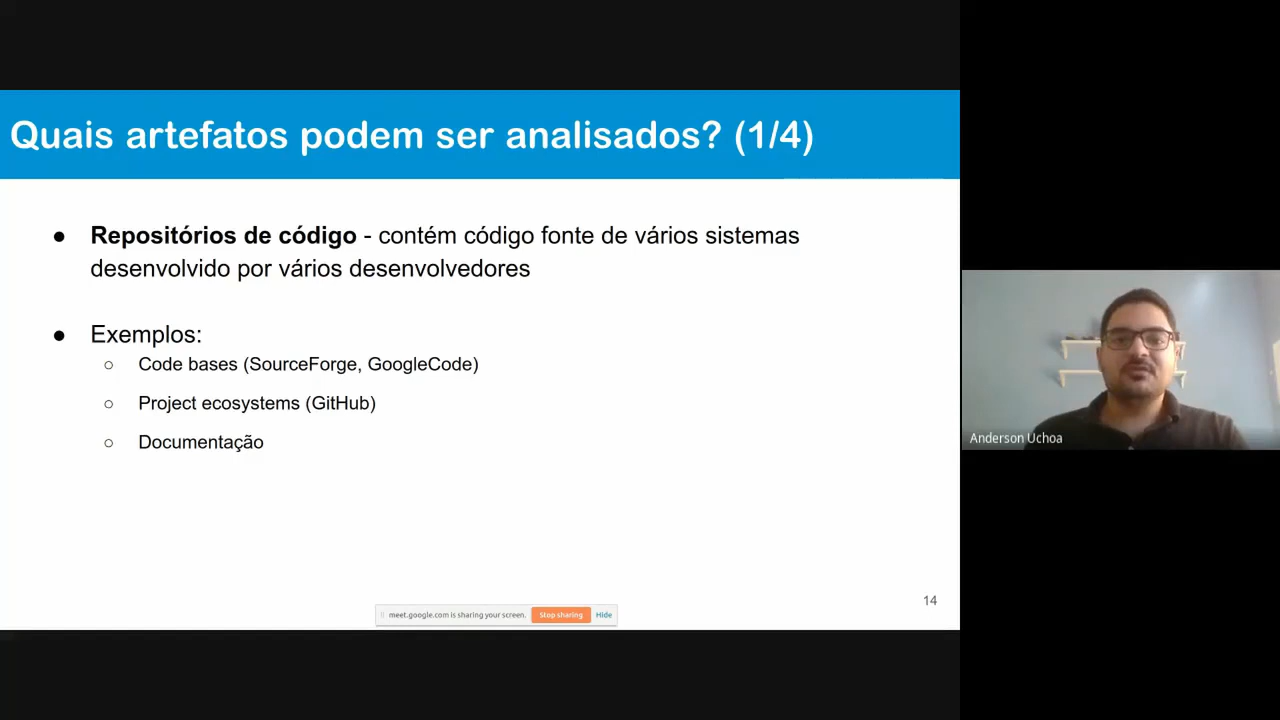 Quais artefatos podem ser analisados? (1/4)
● Repositórios de código - contém código fonte de vários sistemas
desenvolvido por vários desenvolvedores
● Exemplos:
○ Code bases (SourceForge, GoogleCode)
○ Project ecosystems (GitHub)
○ Documentação
Anderson Uchoa
14
meet.google.com is sharing your screen. Stop sharing Hide